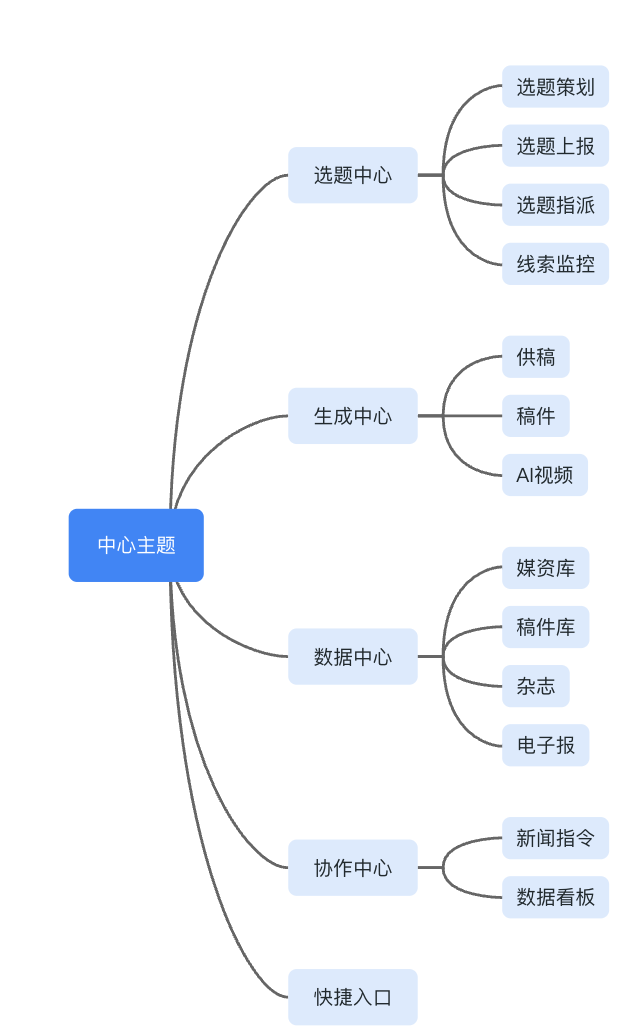 中心主题
选题中心
选题策划
选题上报
选题指派
线索监控
生成中心
供稿
稿件
AI视频
数据中心
媒资库
稿件库
杂志
电子报
协作中心
新闻指令
数据看板
快捷入口